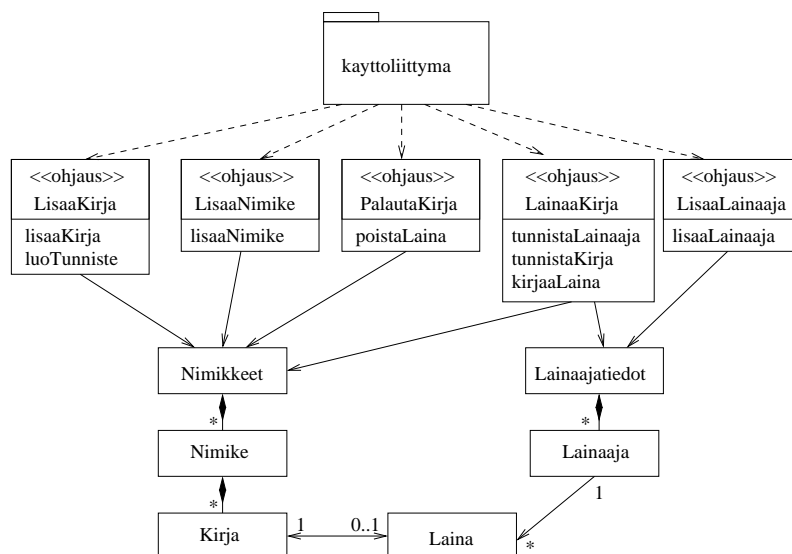 kayttoliittyma
<<ohjaus>>
LisaaKirja
lisaaKirja
luoTunniste
<<ohjaus>>
LisaaNimike
lisaaNimike
<<ohjaus>>
PalautaKirja
poistaLaina
<<ohjaus>>
LainaaKirja
tunnistaLainaaja
tunnistaKirja
kirjaaLaina
<<ohjaus>>
LisaaLainaaja
lisaaLainaaja
Nimikkeet
Lainaajatiedot
*
*
Nimike
Lainaaja
*
1
Kirja
1
0..1
Laina
*